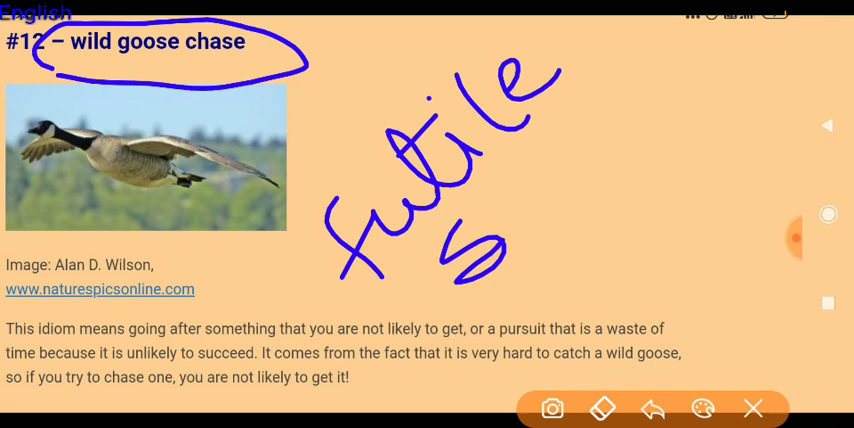 English
#12 – wild goose chase
Futile
S
Image: Alan D. Wilson,
www.naturespicsonline.com
This idiom means going after something that you are not likely to get, or a pursuit that is a waste of
time because it is unlikely to succeed. It comes from the fact that it is very hard to catch a wild goose,
so if you try to chase one, you are not likely to get it!